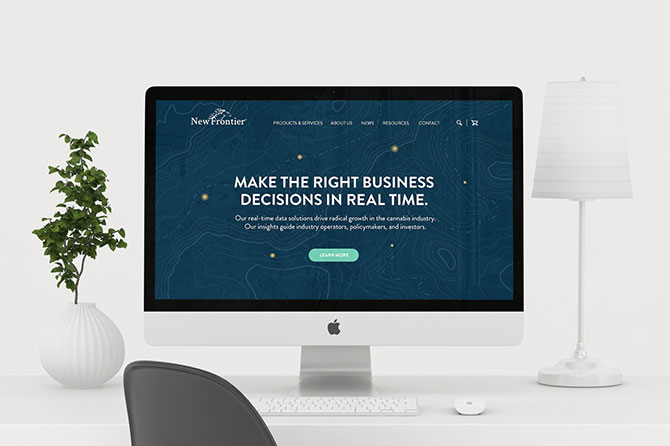 New Frontier
PRODUCTS & SERVICES ABOUT US NEWS RESOURCES CONTACT
MAKE THE RIGHT BUSINESS
DECISIONS IN REAL TIME.
Our real-time data solutions drive radical growth in the cannabis industry.
Our insights guide industry operators, policymakers, and investors.
LEARN MORE